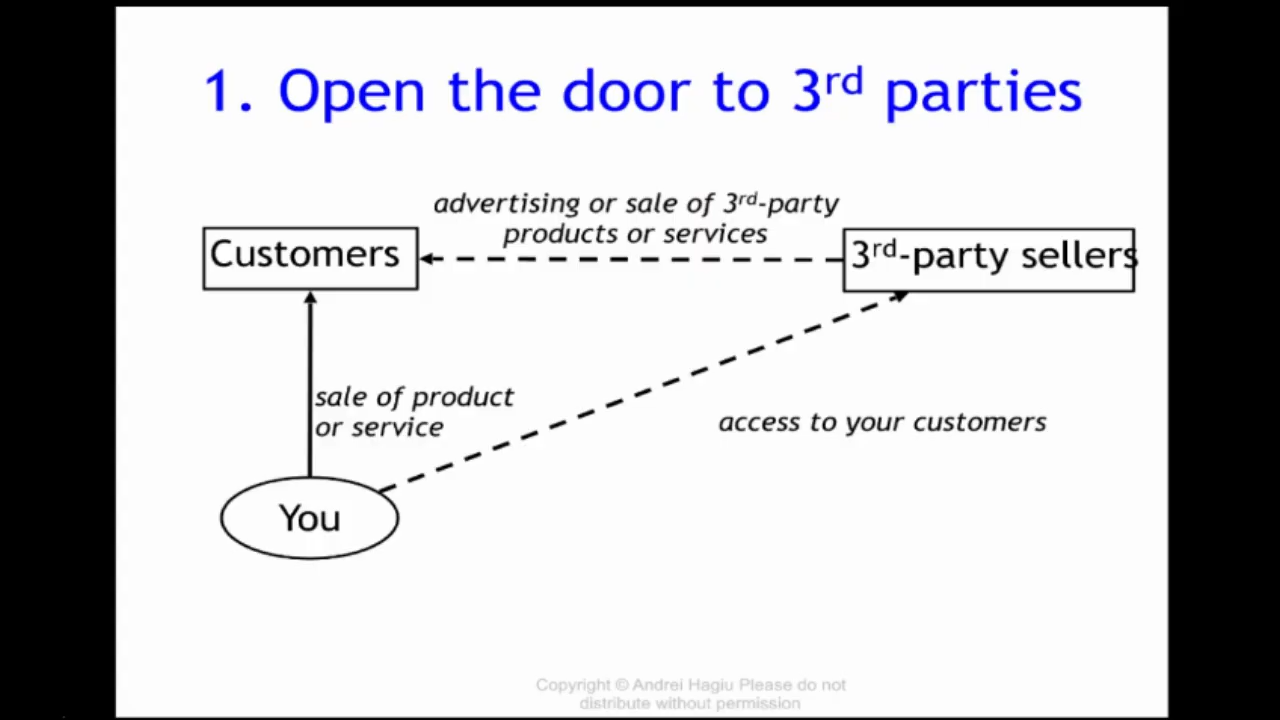 1. Open the door to 3rd parties
advertising or sale of 3rd-party
products or services
Customers
3rd-party sellers
sale of product
or service
access to your customers
You
Copyright © Andrei Hagiu Please do not
distribute without permission